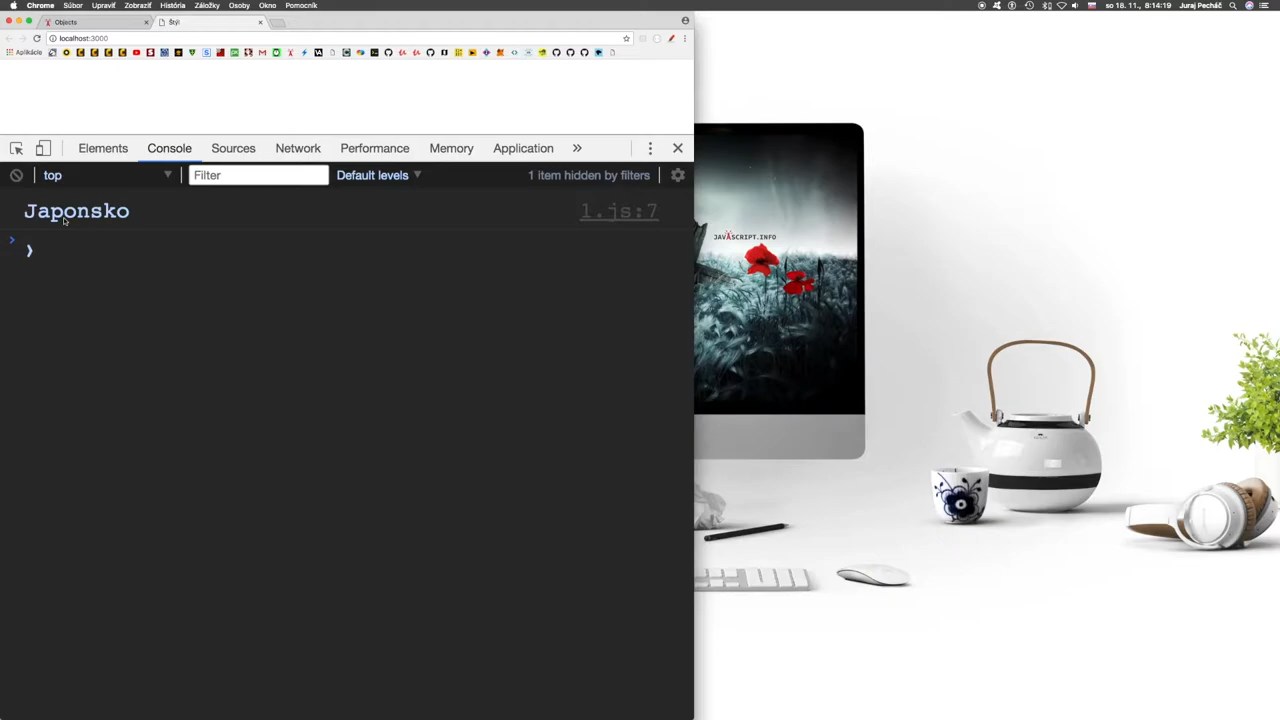 Chrome Súbor Upraviť Zobraziť História Záložky Osoby Okno Pomocník
so 18. 11., 8:14:19 Juraj Pecháč
Objects
Štýl
localhost:3000
Aplikácie
Elements Console Sources Network Performance Memory Application »
top Filter Default levels 1 item hidden by filters
Japonsko 1.js:7
JAVASCRIPT.INFO